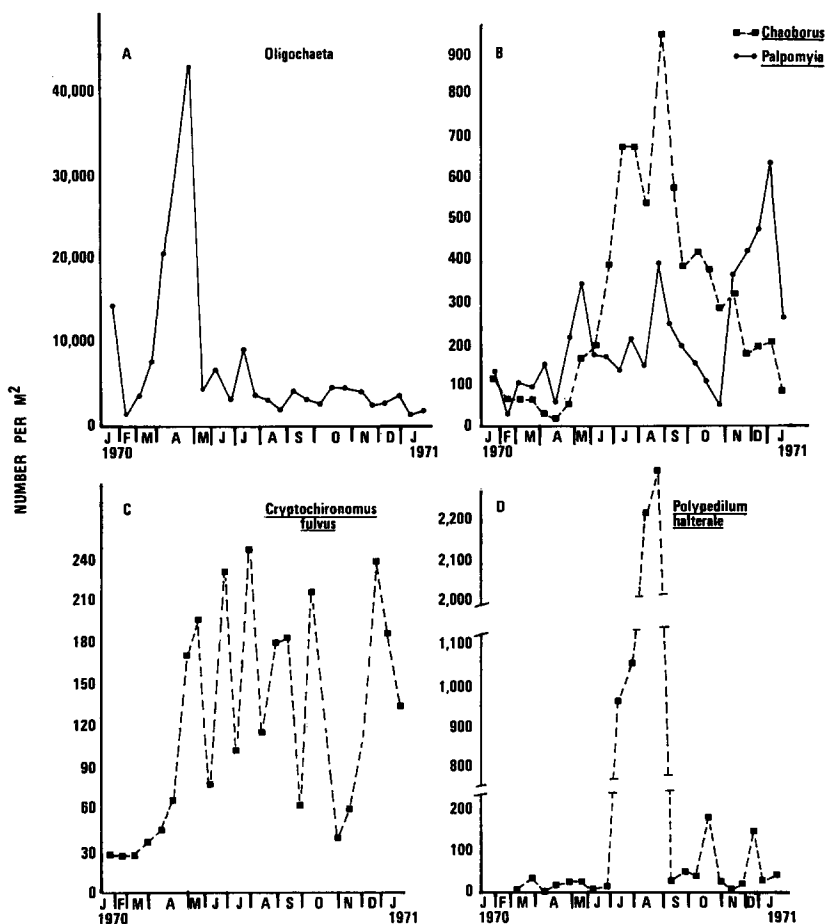 A
Oligochaeta
40,000
30,000
20,000
10,000
0
J F M A M J J A S O N D J
1970 1971
B
Chaoborus
Palpomyia
900
800
700
600
500
400
300
200
100
0
J F M A M J J A S O N D J
1970 1971
NUMBER PER M²
C
Cryptochironomus
fulvus
240
210
180
150
120
90
60
30
0
J F M A M J J A S O N D J
1970 1971
D
Polypedilum
halterale
2,200
2,100
2,000
1,100
1,000
900
800
200
100
0
J F M A M J J A S O N D J
1970 1971